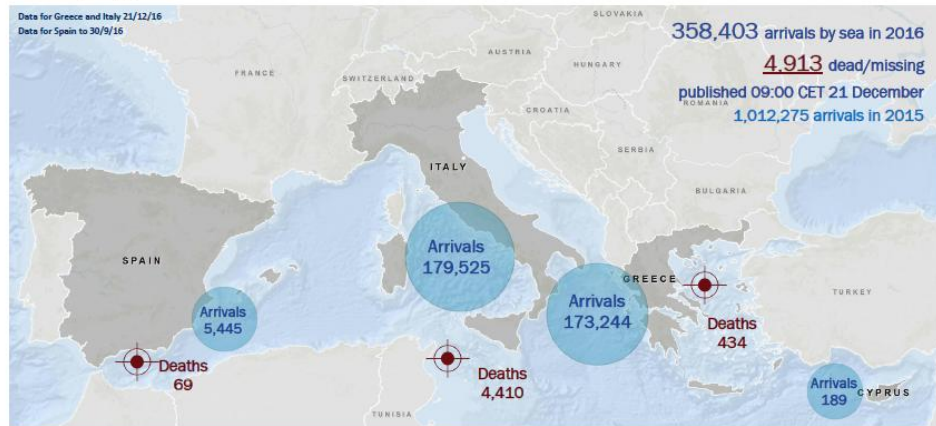 Data for Greece and Italy 21/12/16
Data for Spain to 30/9/16
358,403 arrivals by sea in 2016
4,913 dead/missing
published 09:00 CET 21 December
1,012,275 arrivals in 2015
SLOVAKIA
AUSTRIA
HUNGARY
FRANCE
SWITZERLAND
ROMANIA
CROATIA
SERBIA
ITALY
BULGARIA
SPAIN
Arrivals
179,525
GREECE
TURKEY
Arrivals
5,445
Arrivals
173,244
Deaths
434
Deaths
69
Deaths
4,410
Arrivals
189
CYPRUS
TUNISIA